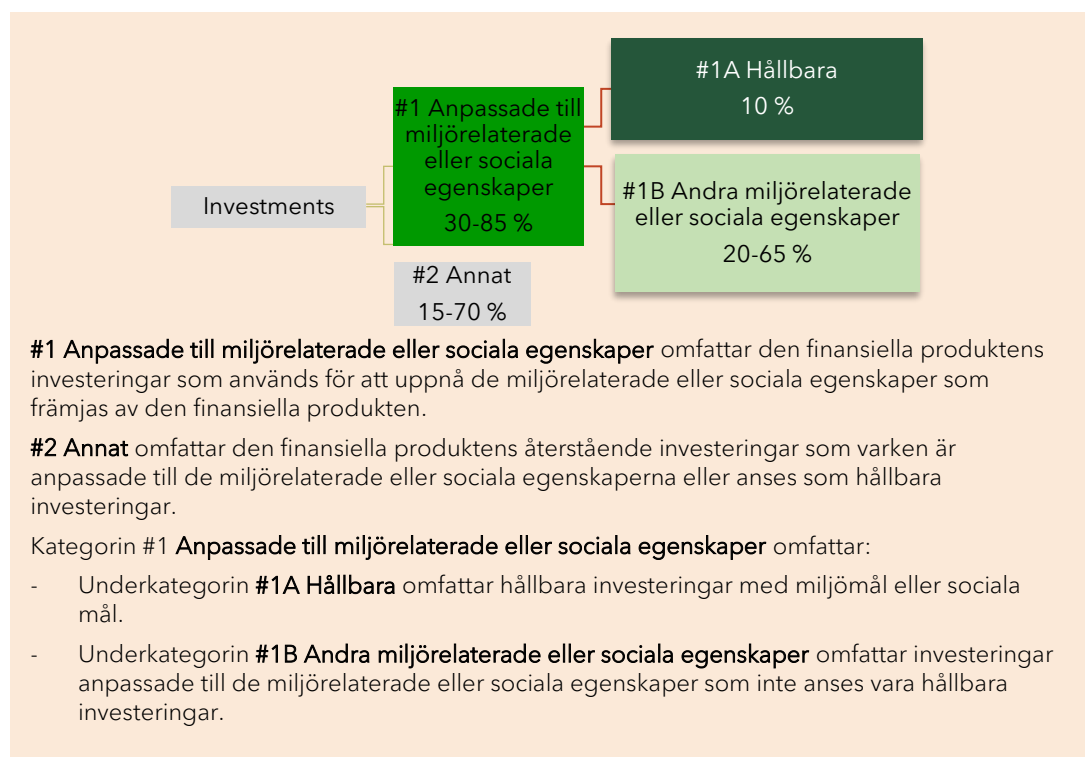 #1A Hållbara
10 %
#1 Anpassade till
miljörelaterade
eller sociala
egenskaper
30-85 %
#1B Andra miljörelaterade
eller sociala egenskaper
20-65 %
Investments
#2 Annat
15-70 %
#1 Anpassade till miljörelaterade eller sociala egenskaper omfattar den finansiella produktens
investeringar som används för att uppnå de miljörelaterade eller sociala egenskaper som
främjas av den finansiella produkten.
#2 Annat omfattar den finansiella produktens återstående investeringar som varken är
anpassade till de miljörelaterade eller sociala egenskaperna eller anses som hållbara
investeringar.
Kategorin #1 Anpassade till miljörelaterade eller sociala egenskaper omfattar:
- Underkategorin #1A Hållbara omfattar hållbara investeringar med miljömål eller sociala
mål.
- Underkategorin #1B Andra miljörelaterade eller sociala egenskaper omfattar investeringar
anpassade till de miljörelaterade eller sociala egenskaper som inte anses vara hållbara
investeringar.